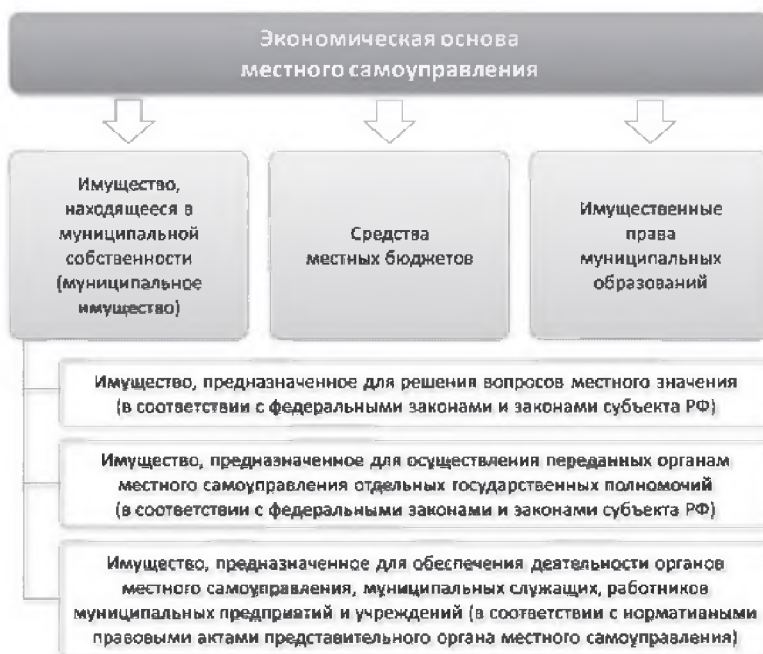 Экономическая основа
местного самоуправления
Имущество,
находящееся в
муниципальной
собственности
(муниципальное
имущество)
Средства
местных бюджетов
Имущественные
права
муниципальных
образований
Имущество, предназначенное для решения вопросов местного значения
(в соответствии с федеральными законами и законами субъекта РФ)
Имущество, предназначенное для осуществления переданных органам
местного самоуправления отдельных государственных полномочий
(в соответствии с федеральными законами и законами субъекта РФ)
Имущество, предназначенное для обеспечения деятельности органов
местного самоуправления, муниципальных служащих, работников
муниципальных предприятий и учреждений (в соответствии с нормативными
правовыми актами представительного органа местного самоуправления)